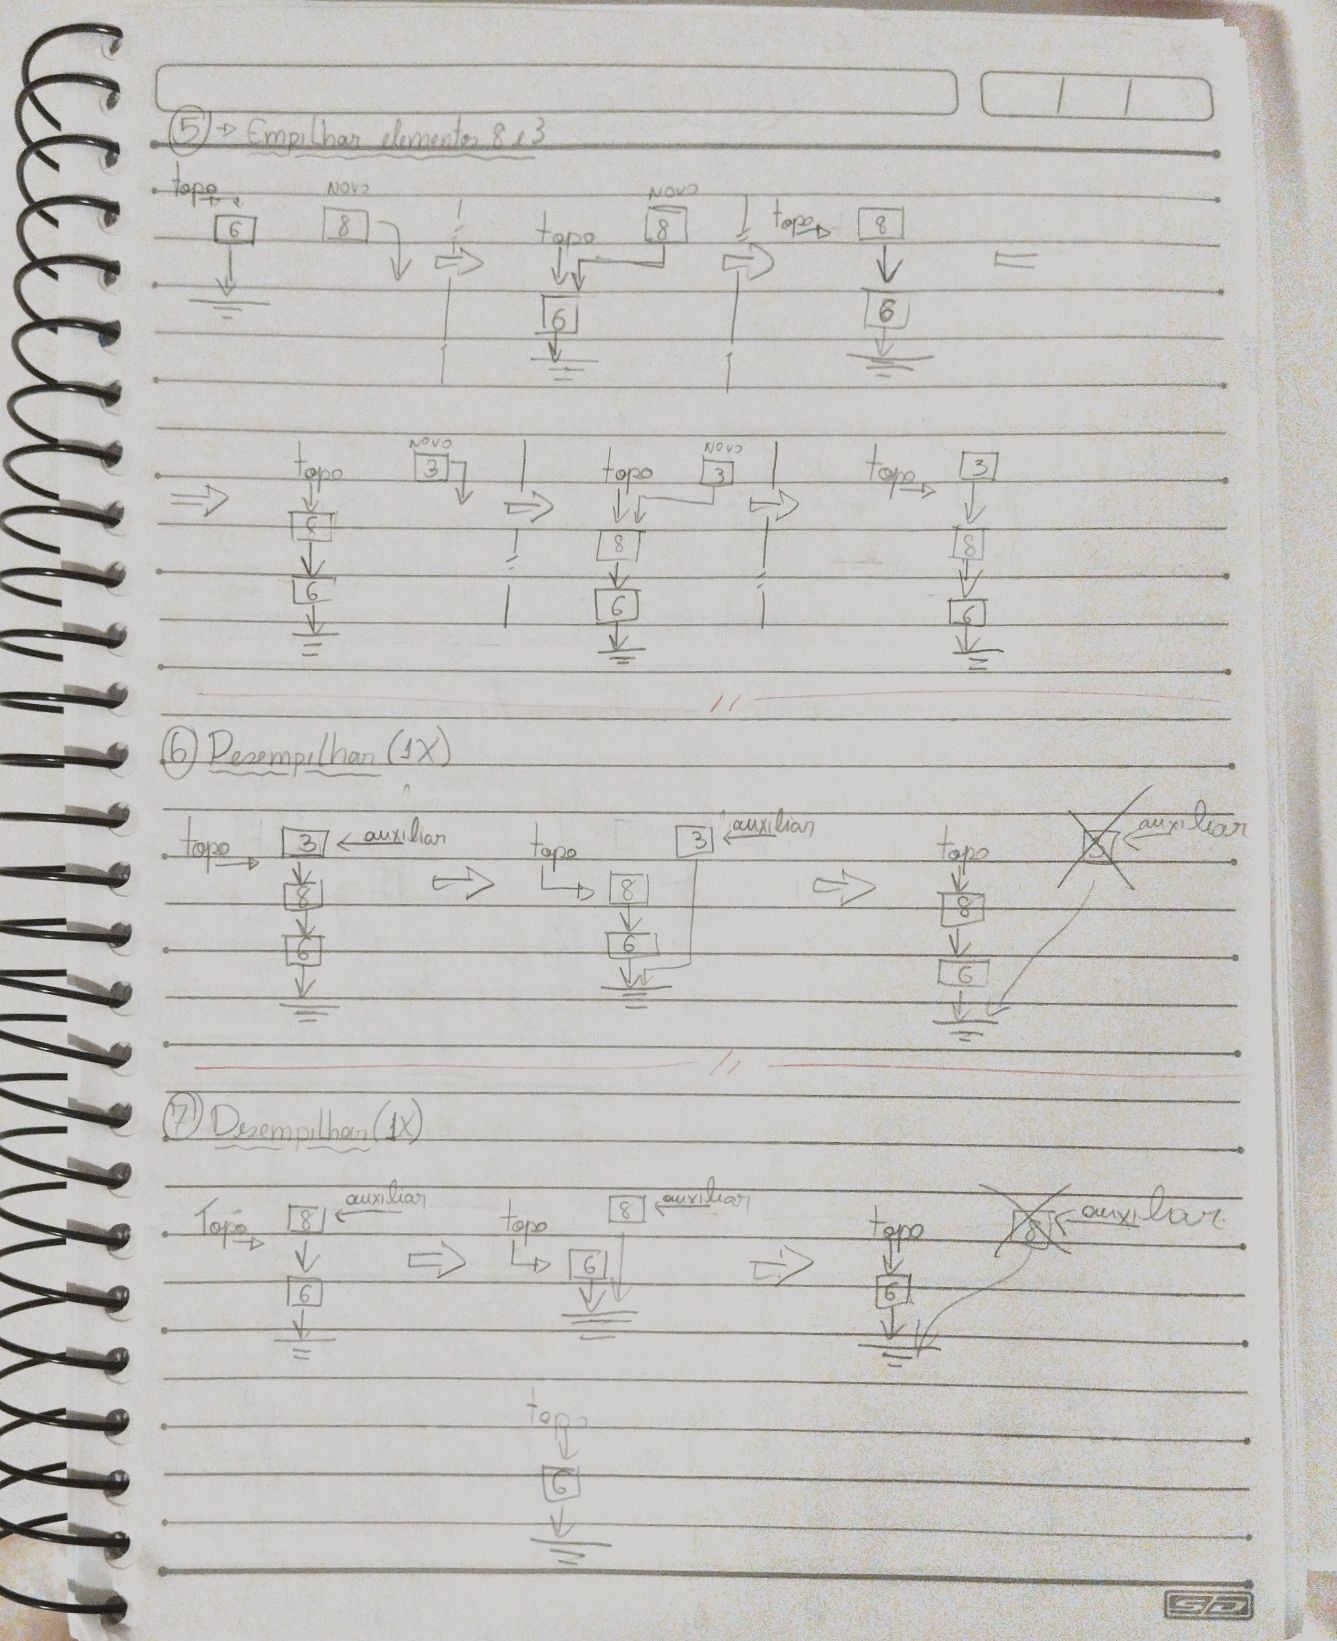 5 → Empilhar elementos 8 e 3
topo NOVO NOVO
6 8 topo 8 topo 8
6 6
topo NOVO topo NOVO topo 3
3 3
8 8
6 6 6
6 Desempilhar (1X)
topo 3 auxiliar topo 3 auxiliar topo 3 auxiliar
8 8 8
6 6 6
7 Desempilhar (1X)
Topo 8 auxiliar topo 8 auxiliar topo 8 auxiliar
6 6 6
topo
6
SD